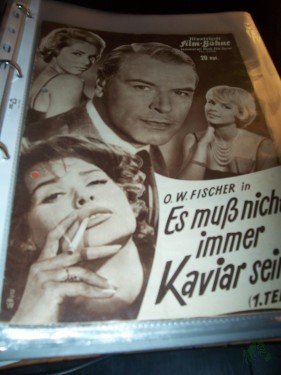 Illustrierte
Film-Bühne
O.W. FISCHER in
Es muß nich
immer
Kaviar sein
(1. TEI